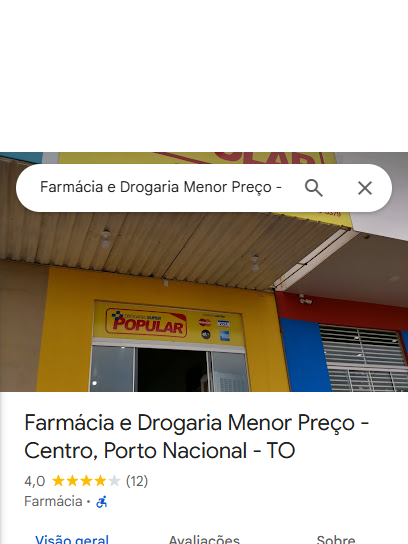 Farmácia e Drogaria Menor Preço -
POPULAR
Farmácia e Drogaria Menor Preço -
Centro, Porto Nacional - TO
4,0 (12)
Farmácia ·
Visão geral Avaliações Sobre